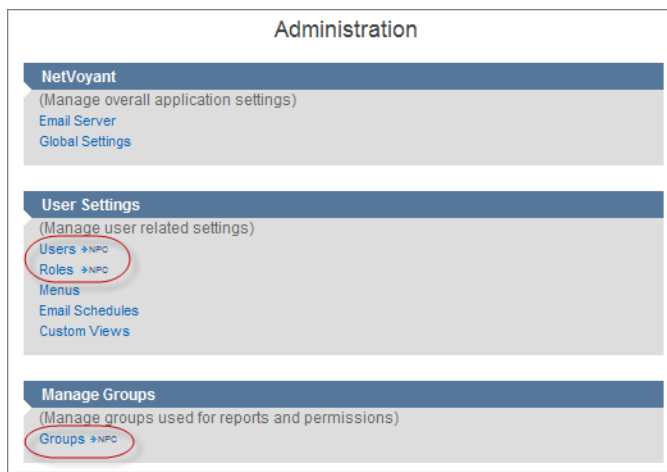 Administration
NetVoyant
(Manage overall application settings)
Email Server
Global Settings
User Settings
(Manage user related settings)
Users →NPC
Roles →NPC
Menus
Email Schedules
Custom Views
Manage Groups
(Manage groups used for reports and permissions)
Groups →NPC